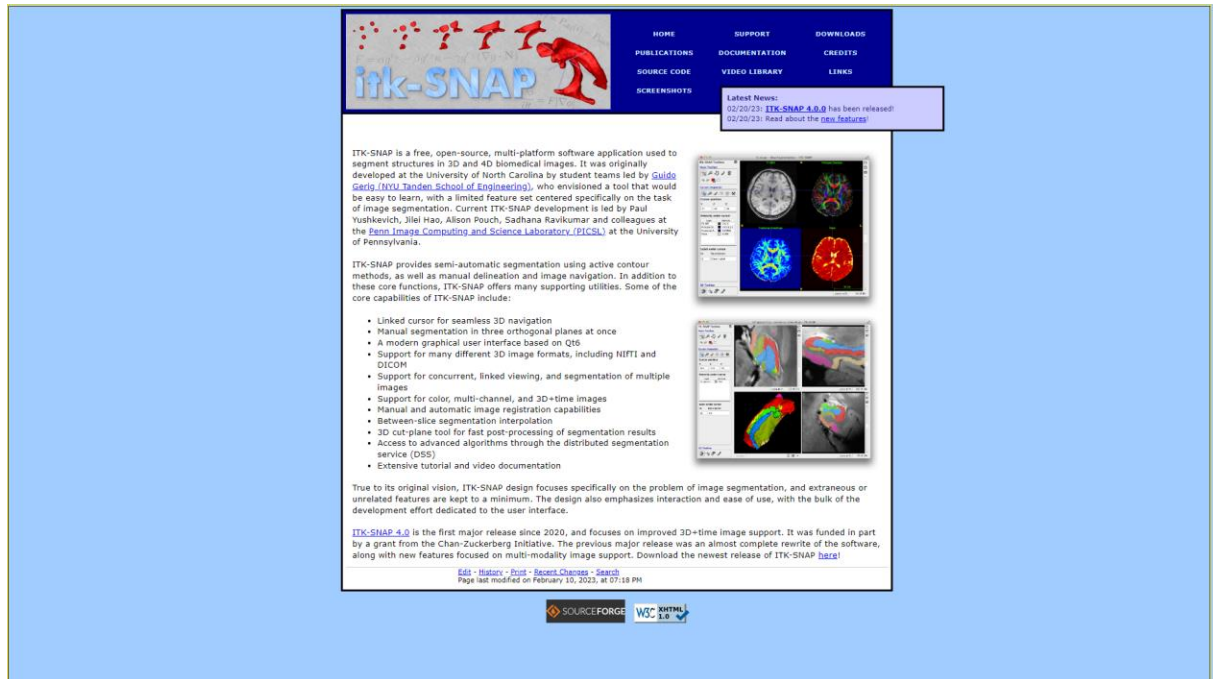 itk-SNAP
HOME SUPPORT DOWNLOADS
PUBLICATIONS DOCUMENTATION CREDITS
SOURCE CODE VIDEO LIBRARY LINKS
SCREENSHOTS
Latest News:
02/20/23: ITK-SNAP 4.0.0 has been released!
02/20/23: Read about the new features!
ITK-SNAP is a free, open-source, multi-platform software application used to
segment structures in 3D and 4D biomedical images. It was originally
developed at the University of North Carolina by student teams led by Guido
Gerig (NYU Tanden School of Engineering), who envisioned a tool that would
be easy to learn, with a limited feature set centered specifically on the task
of image segmentation. Current ITK-SNAP development is led by Paul
Yushkevich, Jilei Hao, Alison Pouch, Sadhana Ravikumar and colleagues at
the Penn Image Computing and Science Laboratory (PICSL) at the University
of Pennsylvania.
ITK-SNAP provides semi-automatic segmentation using active contour
methods, as well as manual delineation and image navigation. In addition to
these core functions, ITK-SNAP offers many supporting utilities. Some of the
core capabilities of ITK-SNAP include:
• Linked cursor for seamless 3D navigation
• Manual segmentation in three orthogonal planes at once
• A modern graphical user interface based on Qt6
• Support for many different 3D image formats, including NIfTI and
DICOM
• Support for concurrent, linked viewing, and segmentation of multiple
images
• Support for color, multi-channel, and 3D+time images
• Manual and automatic image registration capabilities
• Between-slice segmentation interpolation
• 3D cut-plane tool for fast post-processing of segmentation results
• Access to advanced algorithms through the distributed segmentation
service (DSS)
• Extensive tutorial and video documentation
True to its original vision, ITK-SNAP design focuses specifically on the problem of image segmentation, and extraneous or
unrelated features are kept to a minimum. The design also emphasizes interaction and ease of use, with the bulk of the
development effort dedicated to the user interface.
ITK-SNAP 4.0 is the first major release since 2020, and focuses on improved 3D+time image support. It was funded in part
by a grant from the Chan-Zuckerberg Initiative. The previous major release was an almost complete rewrite of the software,
along with new features focused on multi-modality image support. Download the newest release of ITK-SNAP here!
Edit - History - Print - Recent Changes - Search
Page last modified on February 10, 2023, at 07:18 PM
SOURCEFORGE W3C XHTML
1.0